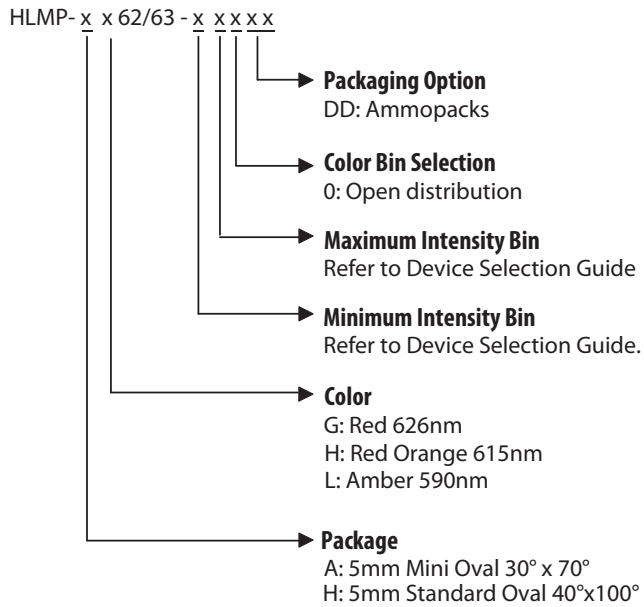 HLMP- x x 62/63 - x x x x x
Packaging Option
DD: Ammopacks
Color Bin Selection
0: Open distribution
Maximum Intensity Bin
Refer to Device Selection Guide
Minimum Intensity Bin
Refer to Device Selection Guide.
Color
G: Red 626nm
H: Red Orange 615nm
L: Amber 590nm
Package
A: 5mm Mini Oval 30° x 70°
H: 5mm Standard Oval 40°x100°